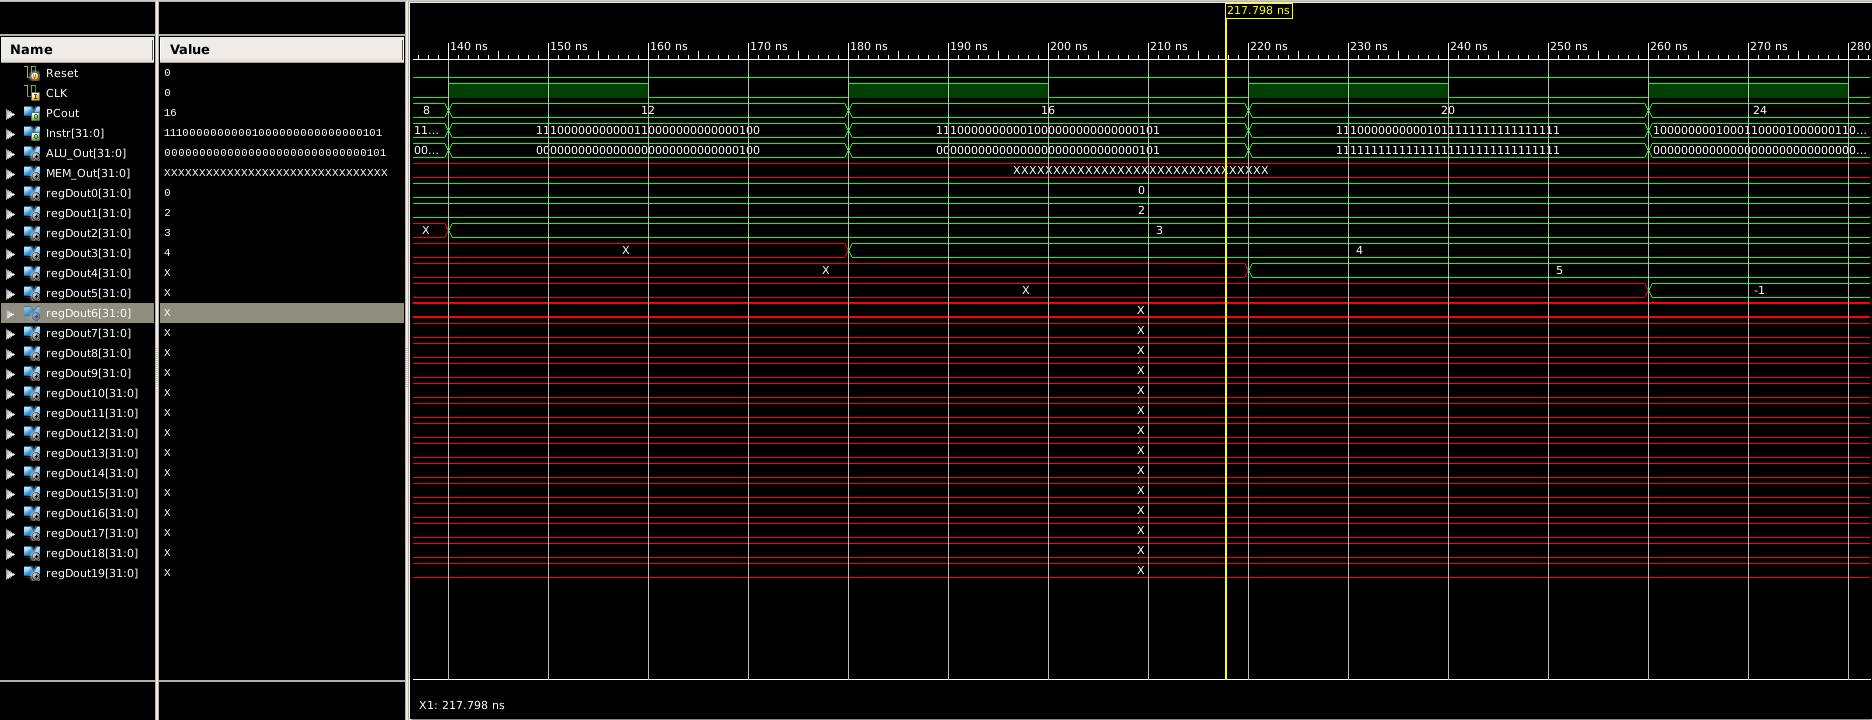 217.798 ns
Name
Value
140 ns 150 ns 160 ns 170 ns 180 ns 190 ns 200 ns 210 ns 220 ns 230 ns 240 ns 250 ns 260 ns 270 ns 280
Reset 0
CLK 0
PCout 16 8 12 16 20 24
Instr[31:0] 11100000000001000000000000000101 11... 11100000000000110000000000000100 11100000000001000000000000000101 11100000000001011111111111111111 10000000010001100001000000110...
ALU_Out[31:0] 00000000000000000000000000000101 00... 00000000000000000000000000000100 00000000000000000000000000000101 11111111111111111111111111111111 00000000000000000000000000000...
MEM_Out[31:0] XXXXXXXXXXXXXXXXXXXXXXXXXXXXXXXX XXXXXXXXXXXXXXXXXXXXXXXXXXXXXXXX
regDout0[31:0] 0 0
regDout1[31:0] 2 2
regDout2[31:0] 3 X 3
regDout3[31:0] 4 X 4
regDout4[31:0] X X 5
regDout5[31:0] X X -1
regDout6[31:0] X X
regDout7[31:0] X X
regDout8[31:0] X X
regDout9[31:0] X X
regDout10[31:0] X X
regDout11[31:0] X X
regDout12[31:0] X X
regDout13[31:0] X X
regDout14[31:0] X X
regDout15[31:0] X X
regDout16[31:0] X X
regDout17[31:0] X X
regDout18[31:0] X X
regDout19[31:0] X X
X1: 217.798 ns